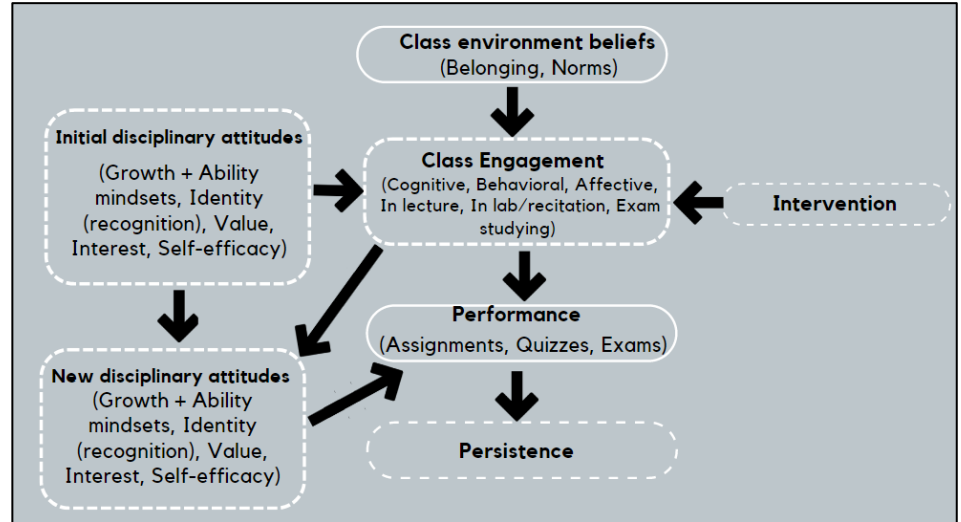 Class environment beliefs
(Belonging, Norms)
Initial disciplinary attitudes
(Growth + Ability
mindsets, Identity
(recognition), Value,
Interest, Self-efficacy)
Class Engagement
(Cognitive, Behavioral, Affective,
In lecture, In lab/recitation, Exam
studying)
Intervention
Performance
(Assignments, Quizzes, Exams)
New disciplinary attitudes
(Growth + Ability
mindsets, Identity
(recognition), Value,
Interest, Self-efficacy)
Persistence